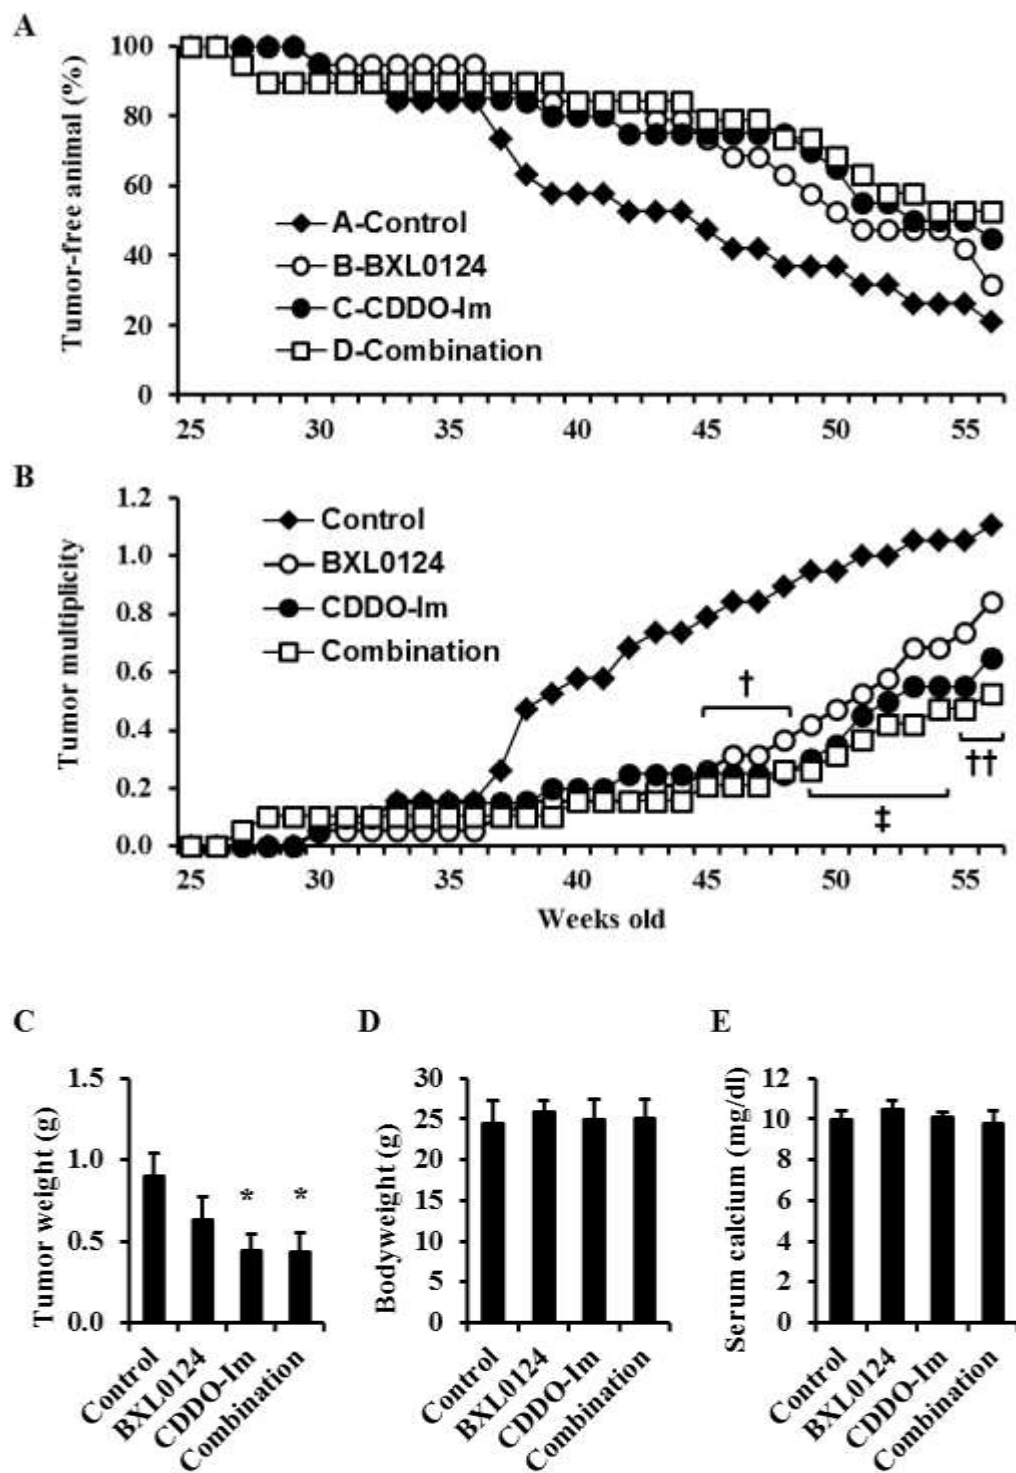 A
Tumor-free animal (%)
100
80
60
40
20
0
A-Control
B-BXL0124
C-CDDO-Im
D-Combination
25 30 35 40 45 50 55
B
Tumor multiplicity
1.2
1.0
0.8
0.6
0.4
0.2
0.0
Control
BXL0124
CDDO-Im
Combination
†
††
‡
25 30 35 40 45 50 55
Weeks old
C
Tumor weight (g)
1.5
1.0
0.5
0.0
* *
Control
BXL0124
CDDO-Im
Combination
D
Bodyweight (g)
30
25
20
15
10
5
0
Control
BXL0124
CDDO-Im
Combination
E
Serum calcium (mg/dl)
12
10
8
6
4
2
0
Control
BXL0124
CDDO-Im
Combination